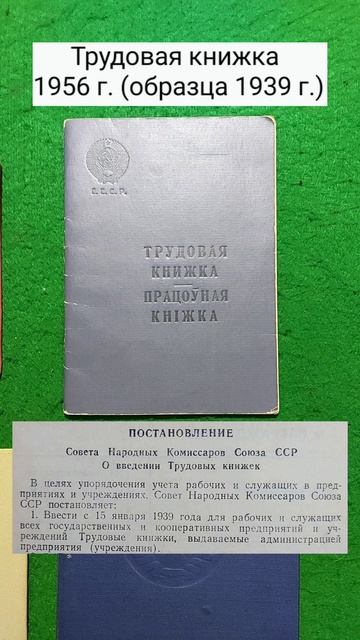 Трудовая книжка
1956 г. (образца 1939 г.)
С.С.С.Р.
ТРУДОВАЯ
КНИЖКА
ПРАЦОЎНАЯ
КНІЖКА
ПОСТАНОВЛЕНИЕ
Совета Народных Комиссаров Союза ССР
О введении Трудовых книжек
В целях упорядочения учета рабочих и служащих в пред-
приятиях и учреждениях, Совет Народных Комиссаров Союза
ССР постановляет:
1. Ввести с 15 января 1939 года для рабочих и служащих
всех государственных и кооперативных предприятий и уч-
реждений Трудовые книжки, выдаваемые администрацией
предприятия (учреждения).